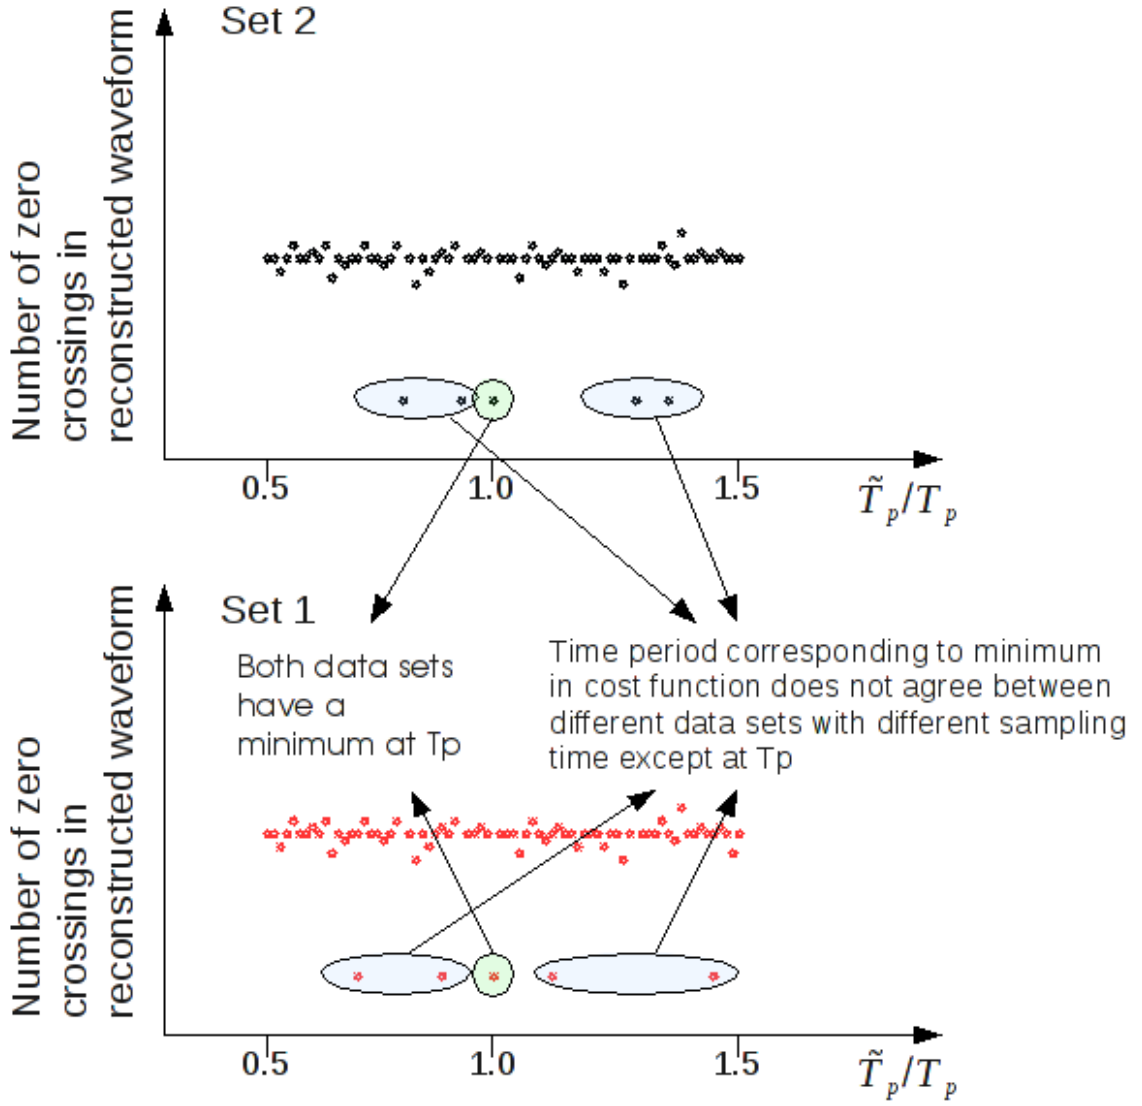 Set 2
Number of zero
crossings in
reconstructed waveform
0.5
1.0
1.5
T̃p/Tp
Set 1
Both data sets
have a
minimum at Tp
Time period corresponding to minimum
in cost function does not agree between
different data sets with different sampling
time except at Tp
Number of zero
crossings in
reconstructed waveform
0.5
1.0
1.5
T̃p/Tp